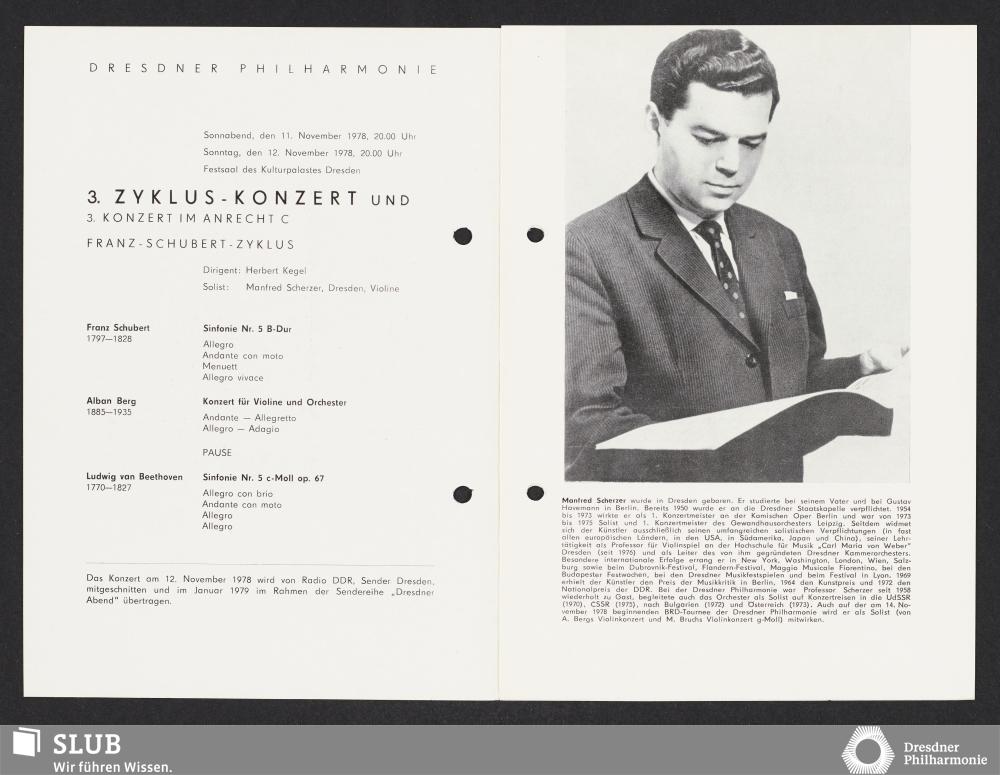 DRESDNER PHILHARMONIE
Sonnabend, den 11. November 1978, 20.00 Uhr
Sonntag, den 12. November 1978, 20.00 Uhr
Festsaal des Kulturpalastes Dresden
3. ZYKLUS-KONZERT UND
3. KONZERT IM ANRECHT C
FRANZ-SCHUBERT-ZYKLUS
Dirigent: Herbert Kegel
Solist: Manfred Scherzer, Dresden, Violine
Franz Schubert Sinfonie Nr. 5 B-Dur
1797—1828
Allegro
Andante con moto
Menuett
Allegro vivace
Alban Berg Konzert für Violine und Orchester
1885—1935
Andante — Allegretto
Allegro — Adagio
PAUSE
Ludwig van Beethoven Sinfonie Nr. 5 c-Moll op. 67
1770—1827
Allegro con brio
Andante con moto
Allegro
Allegro
Das Konzert am 12. November 1978 wird von Radio DDR, Sender Dresden,
mitgeschnitten und im Januar 1979 im Rahmen der Sendereihe „Dresdner
Abend" übertragen.
Manfred Scherzer wurde in Dresden geboren. Er studierte bei seinem Vater und bei Gustav
Havemann in Berlin. Bereits 1950 wurde er an die Dresdner Staatskapelle verpflichtet. 1954
bis 1973 wirkte er als 1. Konzertmeister an der Komischen Oper Berlin und war von 1973
bis 1975 Solist und 1. Konzertmeister des Gewandhausorchesters Leipzig. Seitdem widmet
sich der Künstler ausschließlich seinen umfangreichen solistischen Verpflichtungen (in fast
allen europäischen Ländern, in den USA, in Südamerika, Japan und China), seiner Lehr-
tätigkeit als Professor für Violinspiel an der Hochschule für Musik „Carl Maria von Weber"
Dresden (seit 1976) und als Leiter des von ihm gegründeten Dresdner Kammerorchesters.
Besondere internationale Erfolge errang er in New York, Washington, London, Wien, Salz-
burg sowie beim Dubrovnik-Festival, Flandern-Festival, Maggio Musicale Fiorentino, bei den
Budapester Festwochen, bei den Dresdner Musikfestspielen und beim Festival in Lyon. 1969
erhielt der Künstler den Preis der Musikkritik in Berlin, 1964 den Kunstpreis und 1972 den
Nationalpreis der DDR. Bei der Dresdner Philharmonie war Professor Scherzer seit 1958
wiederholt zu Gast, begleitete auch das Orchester als Solist auf Konzertreisen in die UdSSR
(1970), CSSR (1975), nach Bulgarien (1972) und Österreich (1973). Auch auf der am 14. No-
vember 1978 beginnenden BRD-Tournee der Dresdner Philharmonie wird er als Solist (von
A. Bergs Violinkonzert und M. Bruchs Violinkonzert g-Moll) mitwirken.
SLUB
Wir führen Wissen.
Dresdner
Philharmonie